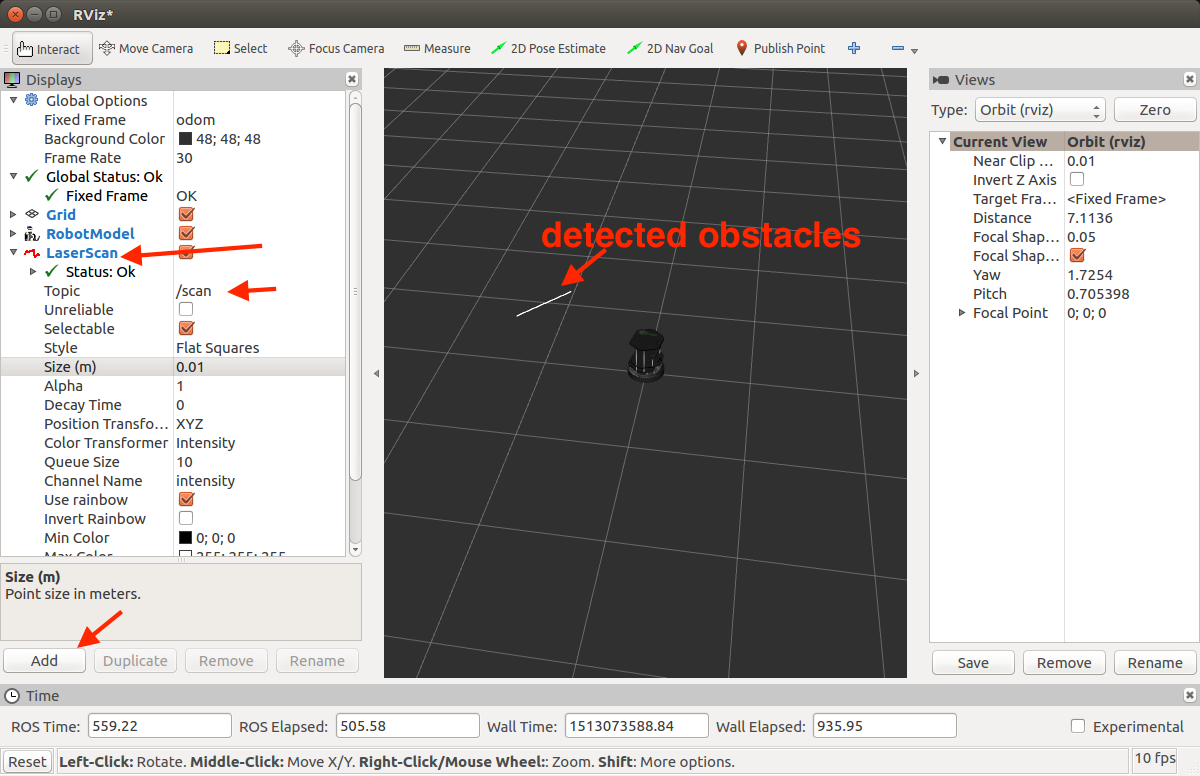 RViz*
Interact Move Camera Select Focus Camera Measure 2D Pose Estimate 2D Nav Goal Publish Point
Displays
Global Options
Fixed Frame odom
Background Color 48; 48; 48
Frame Rate 30
Global Status: Ok
Fixed Frame OK
Grid
RobotModel
LaserScan
Status: Ok
Topic /scan
Unreliable
Selectable
Style Flat Squares
Size (m) 0.01
Alpha 1
Decay Time 0
Position Transfo... XYZ
Color Transformer Intensity
Queue Size 10
Channel Name intensity
Use rainbow
Invert Rainbow
Min Color 0; 0; 0
Max Color 255; 255; 255
Size (m)
Point size in meters.
Add Duplicate Remove Rename
detected obstacles
Views
Type: Orbit (rviz) Zero
Current View Orbit (rviz)
Near Clip ... 0.01
Invert Z Axis
Target Fra... <Fixed Frame>
Distance 7.1136
Focal Shap... 0.05
Focal Shap...
Yaw 1.7254
Pitch 0.705398
Focal Point 0; 0; 0
Save Remove Rename
Time
ROS Time: 559.22 ROS Elapsed: 505.58 Wall Time: 1513073588.84 Wall Elapsed: 935.95 Experimental
Reset Left-Click: Rotate. Middle-Click: Move X/Y. Right-Click/Mouse Wheel:: Zoom. Shift: More options. 10 fps